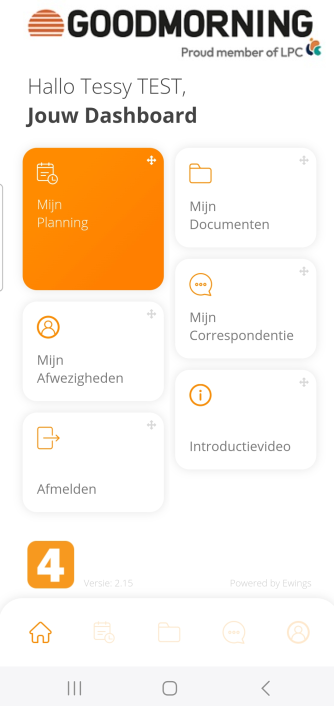 GOODMORNING
Proud member of LPC
Hallo Tessy TEST,
Jouw Dashboard
Mijn
Planning
Mijn
Documenten
Mijn
Correspondentie
Mijn
Afwezigheden
Introductievideo
Afmelden
4
Versie: 2.15
Powered by Ewings